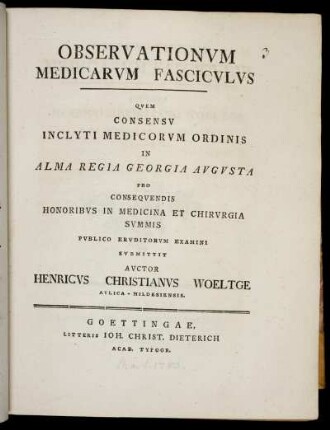 OBSERVATIONVM
MEDICARVM FASCICVLVS
QVEM
CONSENSV
INCLYTI MEDICORVM ORDINIS
IN
ALMA REGIA GEORGIA AVGVSTA
PRO
CONSEQVENDIS
HONORIBVS IN MEDICINA ET CHIRVRGIA
SVMMIS
PVBLICO ERVDITORVM EXAMINI
SVBMITTIT
AVCTOR
HENRICVS CHRISTIANVS WOELTGE
AVLICA - HILDESIENSIS.
GOETTINGAE,
LITTERIS IOH. CHRIST. DIETERICH
ACAD. TYPOGR.